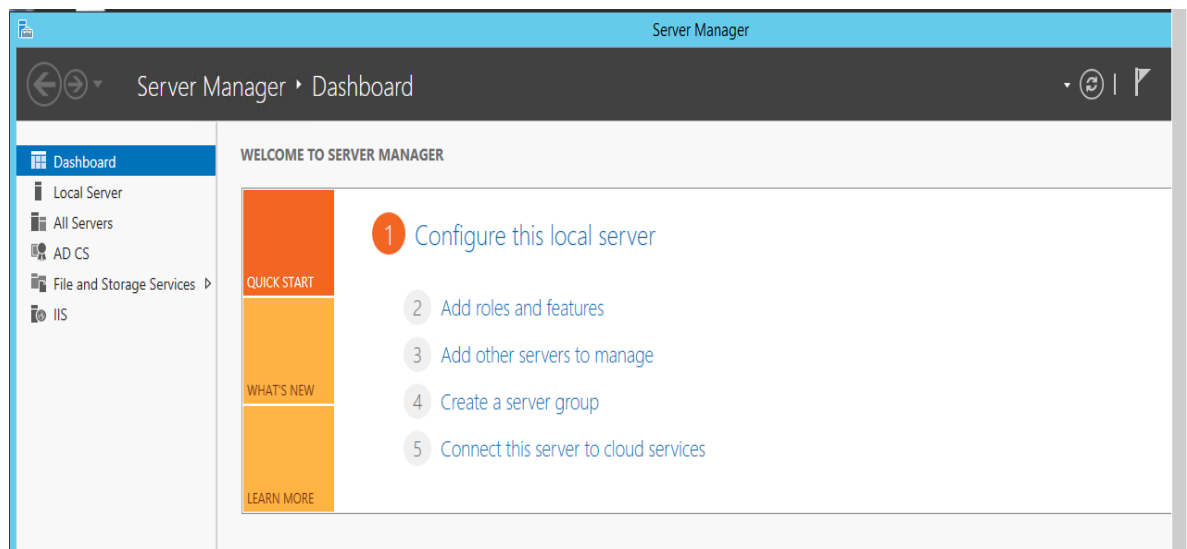 Server Manager
Server Manager ‣ Dashboard
Dashboard
Local Server
All Servers
AD CS
File and Storage Services
IIS
WELCOME TO SERVER MANAGER
QUICK START
WHAT'S NEW
LEARN MORE
1 Configure this local server
2 Add roles and features
3 Add other servers to manage
4 Create a server group
5 Connect this server to cloud services